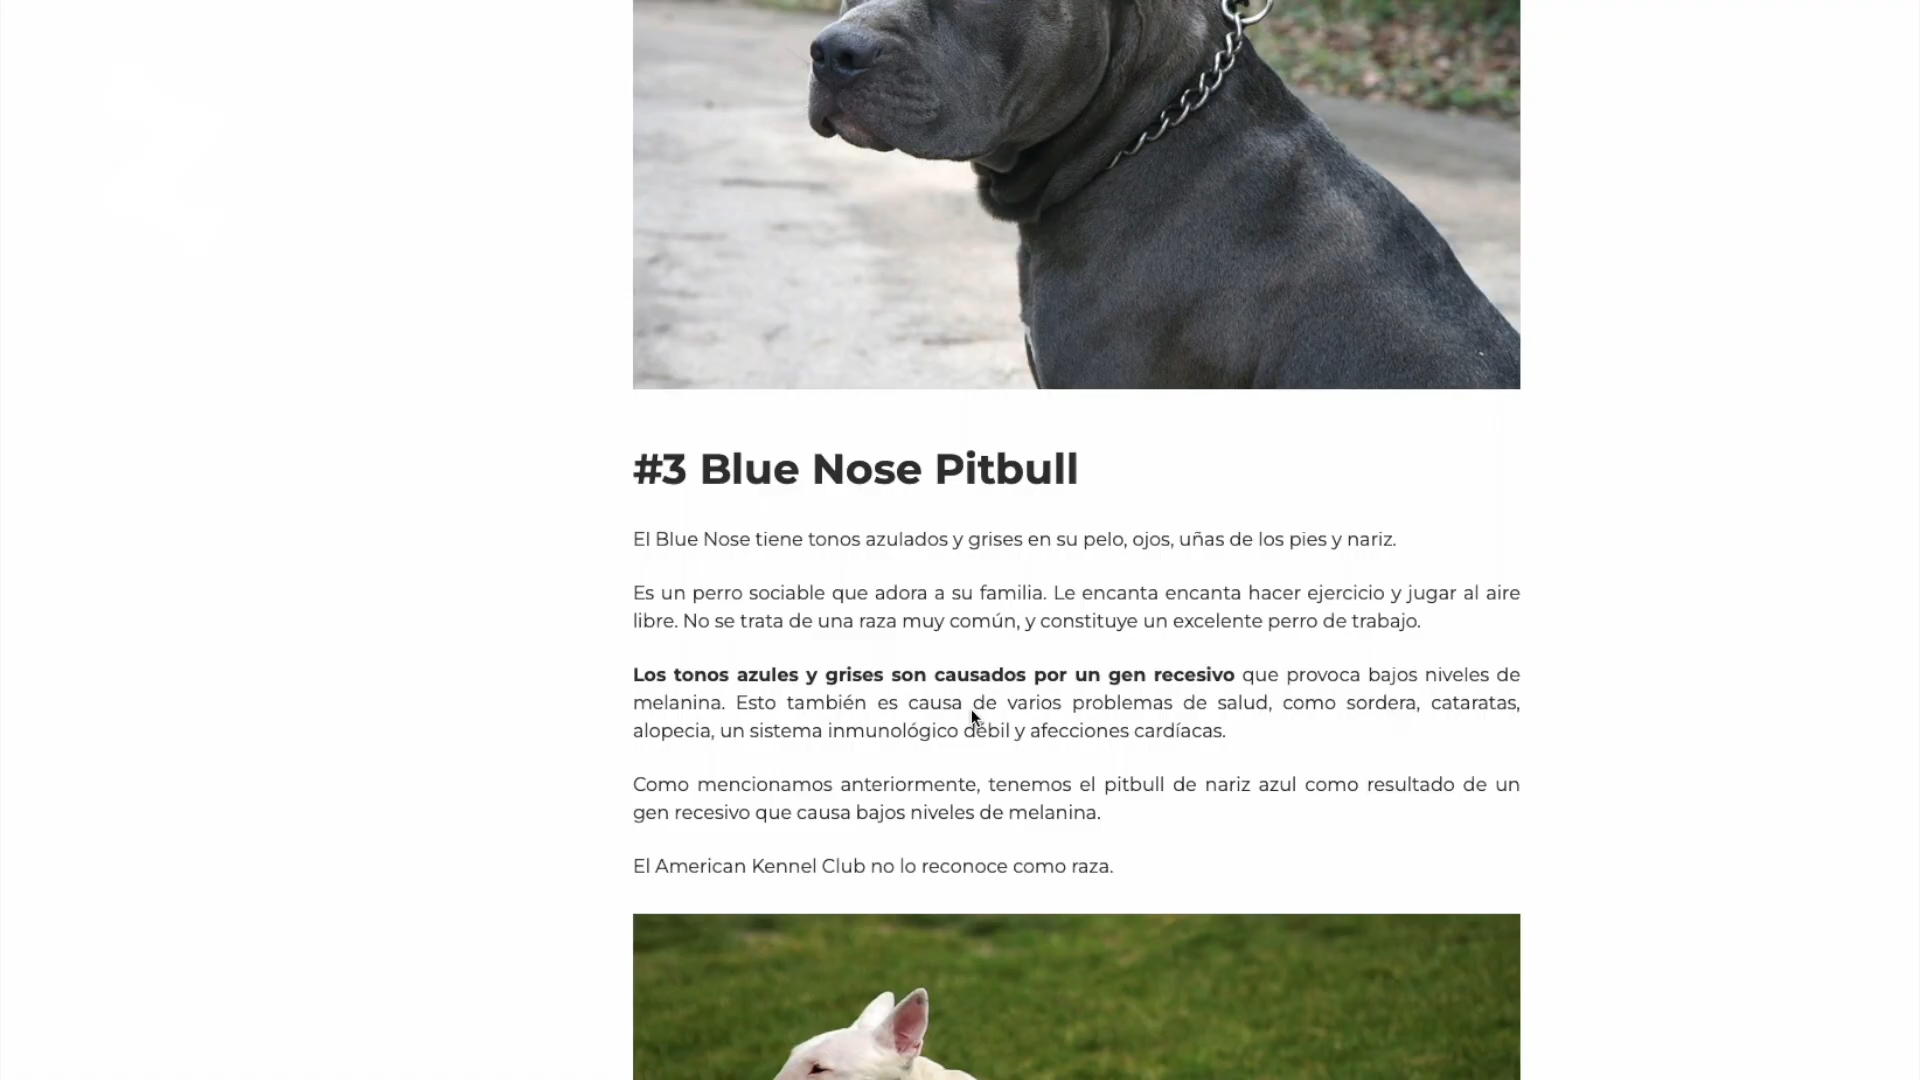 #3 Blue Nose Pitbull
El Blue Nose tiene tonos azulados y grises en su pelo, ojos, uñas de los pies y nariz.
Es un perro sociable que adora a su familia. Le encanta encanta hacer ejercicio y jugar al aire
libre. No se trata de una raza muy común, y constituye un excelente perro de trabajo.
Los tonos azules y grises son causados por un gen recesivo que provoca bajos niveles de
melanina. Esto también es causa de varios problemas de salud, como sordera, cataratas,
alopecia, un sistema inmunológico débil y afecciones cardíacas.
Como mencionamos anteriormente, tenemos el pitbull de nariz azul como resultado de un
gen recesivo que causa bajos niveles de melanina.
El American Kennel Club no lo reconoce como raza.